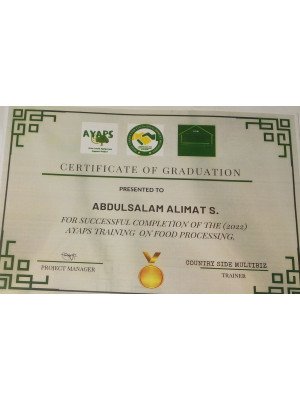 AYAPS
CERTIFICATE OF GRADUATION
PRESENTED TO
ABDULSALAM ALIMAT S.
FOR SUCCESSFUL COMPLETION OF THE (2022)
AYAPS TRAINING ON FOOD PROCESSING.
PROJECT MANAGER
COUNTRY SIDE MULTIBIZ
TRAINER